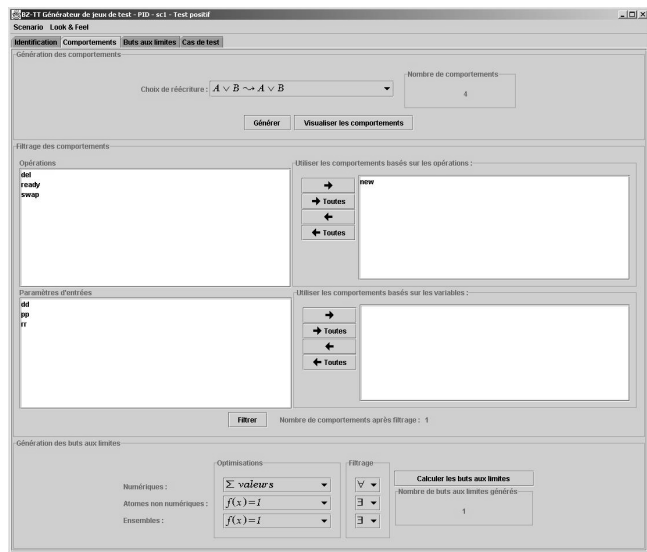 BZ-TT Générateur de jeux de test - PID - sc1 - Test positif
Scenario Look & Feel
Identification Comportements Buts aux limites Cas de test
Génération des comportements
Choix de réécriture : A ∨ B ⤳ A ∨ B
Nombre de comportements
4
Générer Visualiser les comportements
Filtrage des comportements
Opérations
del
ready
swap
→
→ Toutes
←
← Toutes
Utiliser les comportements basés sur les opérations :
new
Paramètres d'entrées
dd
pp
rr
→
→ Toutes
←
← Toutes
Utiliser les comportements basés sur les variables :
Filtrer Nombre de comportements après filtrage : 1
Génération des buts aux limites
Optimisations Filtrage
Numériques : Σ valeurs ∀
Atomes non numériques : f(x)=1 ∃
Ensembles : f(x)=1 ∃
Calculer les buts aux limites
Nombre de buts aux limites générés
1